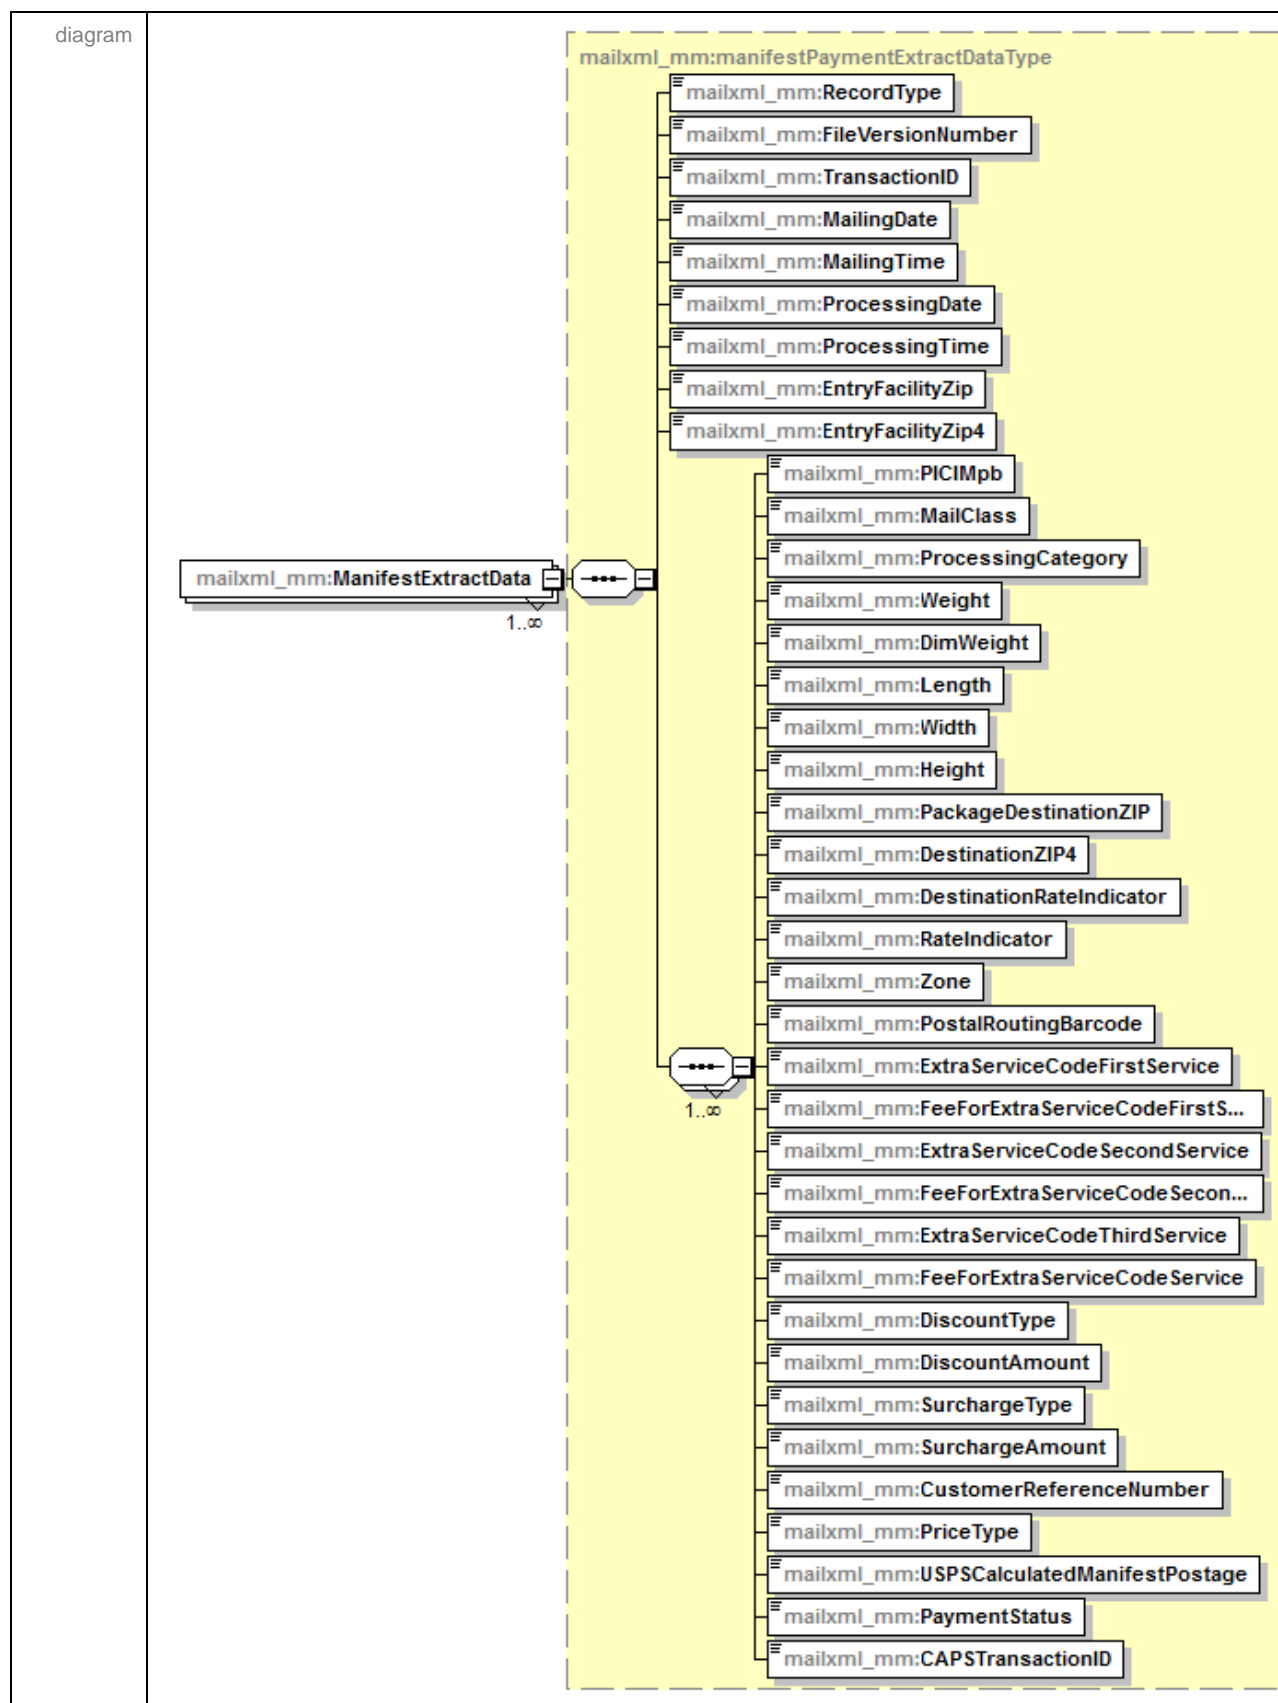 diagram
mailxml_mm:manifestPaymentExtractDataType
mailxml_mm:RecordType
mailxml_mm:FileVersionNumber
mailxml_mm:TransactionID
mailxml_mm:MailingDate
mailxml_mm:MailingTime
mailxml_mm:ProcessingDate
mailxml_mm:ProcessingTime
mailxml_mm:EntryFacilityZip
mailxml_mm:EntryFacilityZip4
mailxml_mm:ManifestExtractData
1..∞
mailxml_mm:PICIMpb
mailxml_mm:MailClass
mailxml_mm:ProcessingCategory
mailxml_mm:Weight
mailxml_mm:DimWeight
mailxml_mm:Length
mailxml_mm:Width
mailxml_mm:Height
mailxml_mm:PackageDestinationZIP
mailxml_mm:DestinationZIP4
mailxml_mm:DestinationRateIndicator
mailxml_mm:RateIndicator
mailxml_mm:Zone
mailxml_mm:PostalRoutingBarcode
mailxml_mm:ExtraServiceCodeFirstService
1..∞
mailxml_mm:FeeForExtraServiceCodeFirstS...
mailxml_mm:ExtraServiceCodeSecondService
mailxml_mm:FeeForExtraServiceCodeSecon...
mailxml_mm:ExtraServiceCodeThirdService
mailxml_mm:FeeForExtraServiceCodeService
mailxml_mm:DiscountType
mailxml_mm:DiscountAmount
mailxml_mm:SurchargeType
mailxml_mm:SurchargeAmount
mailxml_mm:CustomerReferenceNumber
mailxml_mm:PriceType
mailxml_mm:USPSCalculatedManifestPostage
mailxml_mm:PaymentStatus
mailxml_mm:CAPSTransactionID